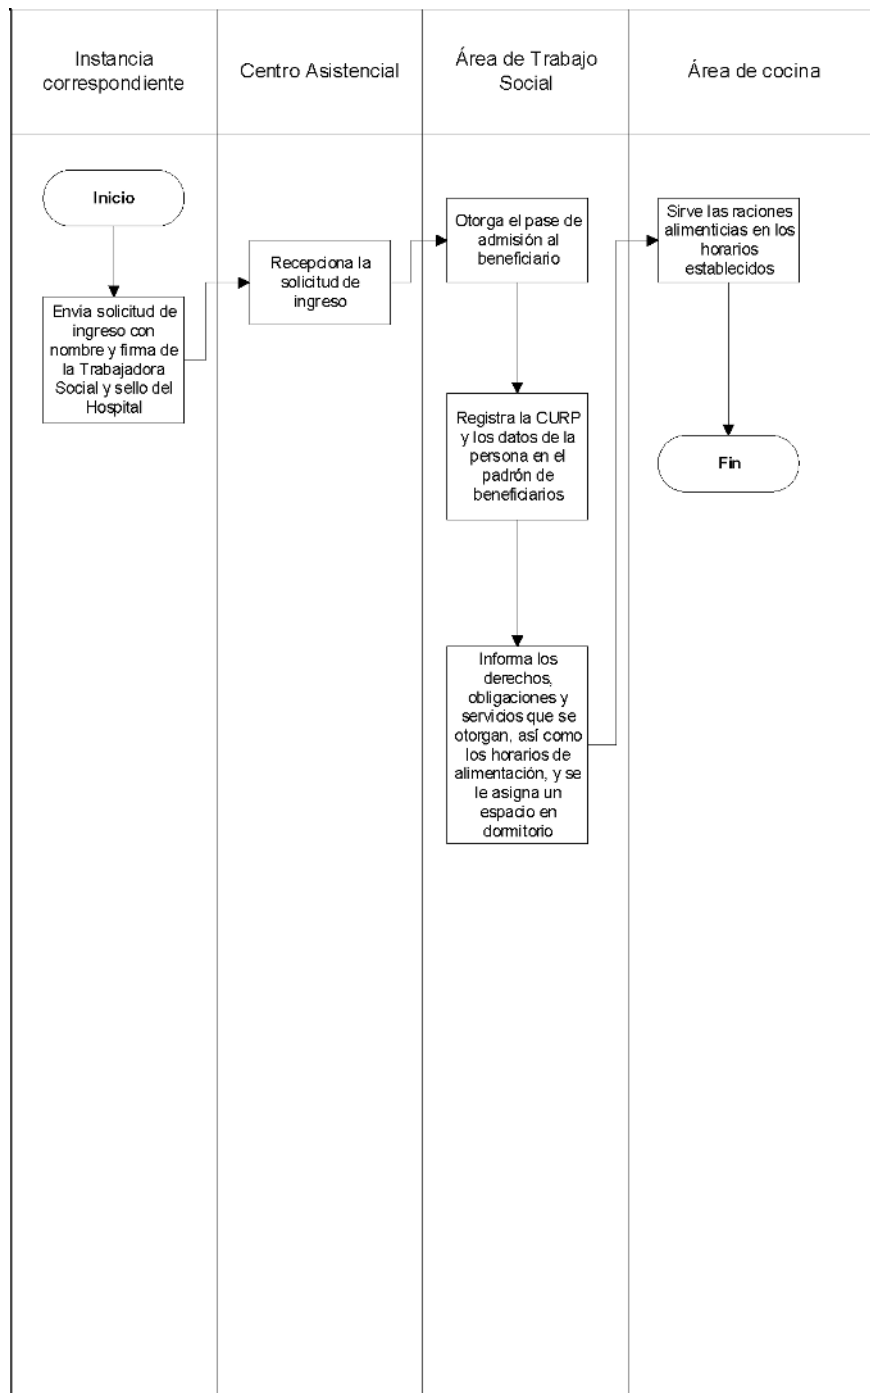 Instancia
correspondiente
Centro Asistencial
Área de Trabajo
Social
Área de cocina
Inicio
Envía solicitud de
ingreso con
nombre y firma de
la Trabajadora
Social y sello del
Hospital
Recepciona la
solicitud de
ingreso
Otorga el pase de
admisión al
beneficiario
Registra la CURP
y los datos de la
persona en el
padrón de
beneficiarios
Informa los
derechos,
obligaciones y
servicios que se
otorgan, así como
los horarios de
alimentación, y se
le asigna un
espacio en
dormitorio
Sirve las raciones
alimenticias en los
horarios
establecidos
Fin